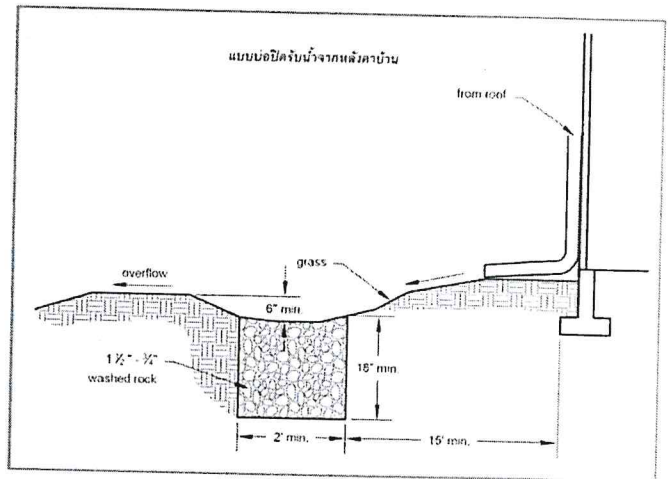 แบบบ่อปิดรับน้ำจากหลังคาบ้าน
from roof
grass
overflow
6" min.
1 ½" - ¾"
washed rock
18" min.
2' min.
15' min.